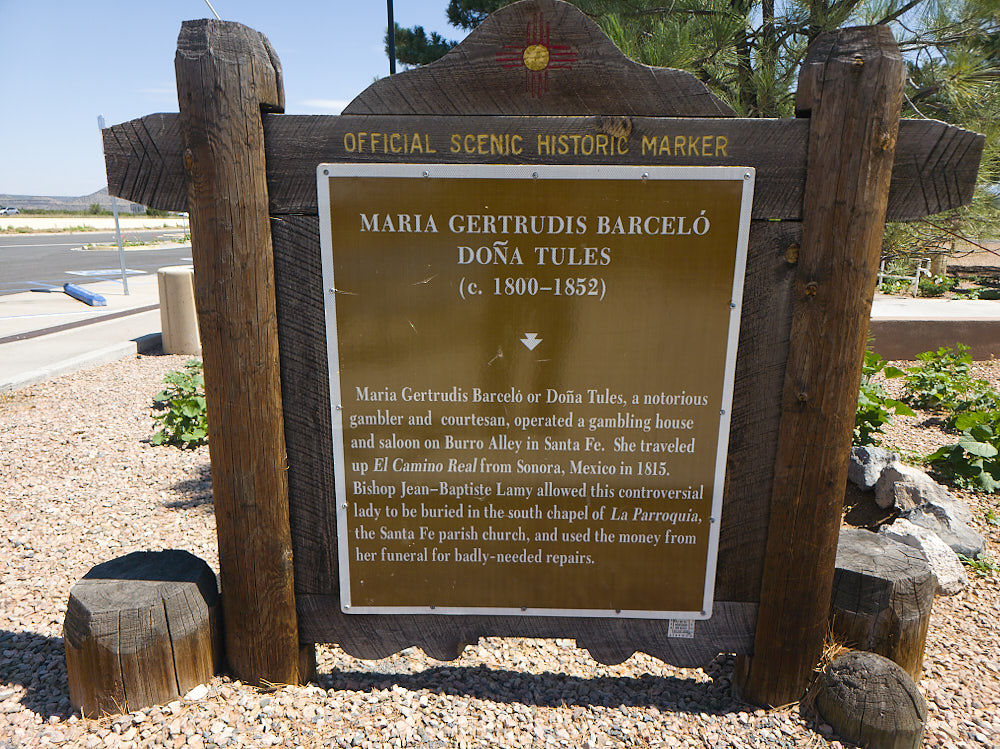 OFFICIAL SCENIC HISTORIC MARKER
MARIA GERTRUDIS BARCELÓ
DOÑA TULES
(c. 1800–1852)
Maria Gertrudis Barceló or Doña Tules, a notorious
gambler and courtesan, operated a gambling house
and saloon on Burro Alley in Santa Fe. She traveled
up El Camino Real from Sonora, Mexico in 1815.
Bishop Jean–Baptiste Lamy allowed this controversial
lady to be buried in the south chapel of La Parroquia,
the Santa Fe parish church, and used the money from
her funeral for badly-needed repairs.